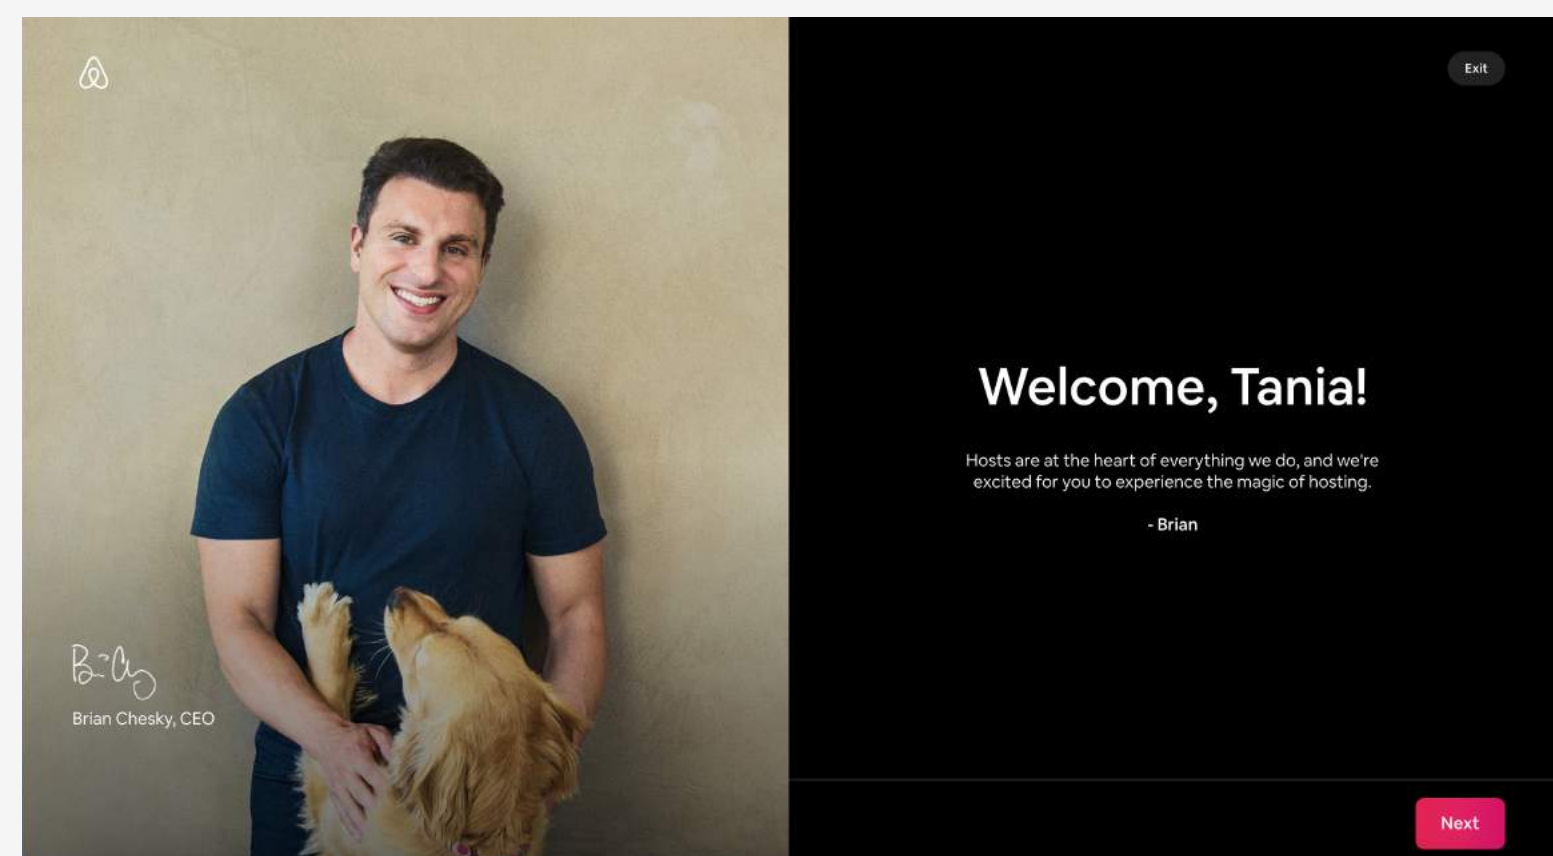 Exit
Welcome, Tania!
Hosts are at the heart of everything we do, and we're
excited for you to experience the magic of hosting.
- Brian
Brian Chesky, CEO
Next